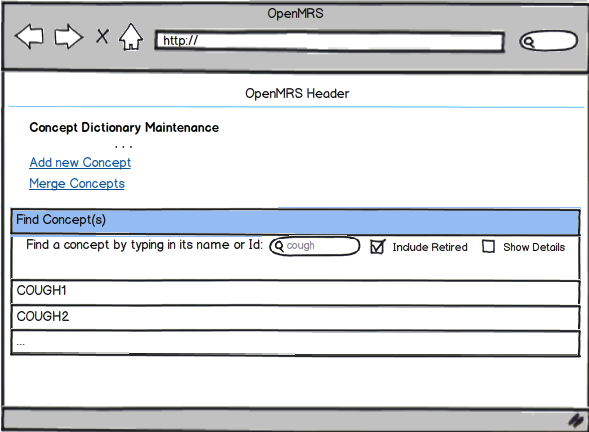 OpenMRS
http://
OpenMRS Header
Concept Dictionary Maintenance
...
Add new Concept
Merge Concepts
Find Concept(s)
Find a concept by typing in its name or Id: cough Include Retired Show Details
COUGH1
COUGH2
...